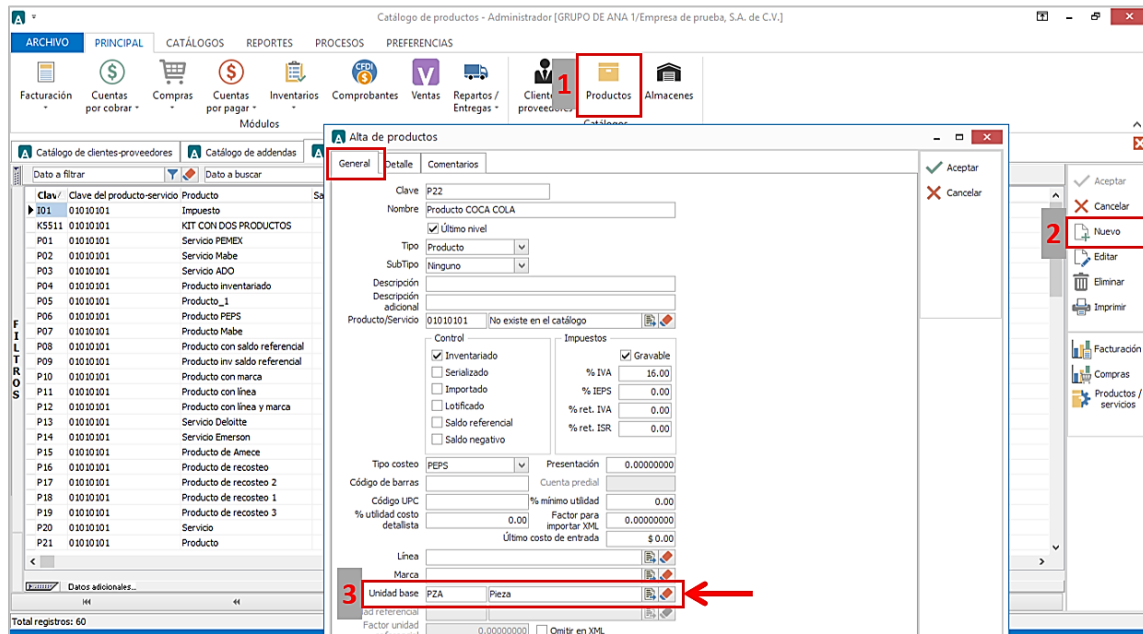 Catálogo de productos - Administrador [GRUPO DE ANA 1/Empresa de prueba, S.A. de C.V.]
ARCHIVO PRINCIPAL CATÁLOGOS REPORTES PROCESOS PREFERENCIAS
Facturación
Cuentas por cobrar
Compras
Cuentas por pagar
Inventarios
CFDI
Comprobantes
V
Ventas
Repartos / Entregas
1
Productos
Almacenes
Módulos
Catálogo de clientes-proveedores
Catálogo de addendas
Dato a filtrar
Dato a buscar
Clav/ Clave del producto-servicio Producto Sa
I01 01010101 Impuesto
K5511 01010101 KIT CON DOS PRODUCTOS
P01 01010101 Servicio PEMEX
P02 01010101 Servicio Mabe
P03 01010101 Servicio ADO
P04 01010101 Producto inventariado
P05 01010101 Producto_1
P06 01010101 Producto PEPS
P07 01010101 Producto Mabe
P08 01010101 Producto con saldo referencial
P09 01010101 Producto inv saldo referencial
P10 01010101 Producto con marca
P11 01010101 Producto con línea
P12 01010101 Producto con línea y marca
P13 01010101 Servicio Deloitte
P14 01010101 Servicio Emerson
P15 01010101 Producto de Amece
P16 01010101 Producto de recosteo
P17 01010101 Producto de recosteo 2
P18 01010101 Producto de recosteo 1
P19 01010101 Producto de recosteo 3
P20 01010101 Servicio
P21 01010101 Producto
FILTROS
Datos adicionales...
Total registros: 60
Alta de productos
General Detalle Comentarios
Clave P22
Nombre Producto COCA COLA
Último nivel
Tipo Producto
SubTipo Ninguno
Descripción
Descripción adicional
Producto/Servicio 01010101 No existe en el catálogo
Control
Inventariado
Serializado
Importado
Lotificado
Saldo referencial
Saldo negativo
Impuestos
Gravable
% IVA 16.00
% IEPS 0.00
% ret. IVA 0.00
% ret. ISR 0.00
Tipo costeo PEPS Presentación 0.00000000
Código de barras Cuenta predial
Código UPC % mínimo utilidad 0.00
% utilidad costo detallista 0.00 Factor para importar XML 0.00000000
Último costo de entrada $ 0.00
Línea
Marca
3
Unidad base PZA Pieza
referencial
Factor unidad
0.00000000 Omitir en XML
Aceptar
Cancelar
Aceptar
Cancelar
2
Nuevo
Editar
Eliminar
Imprimir
Facturación
Compras
Productos / servicios